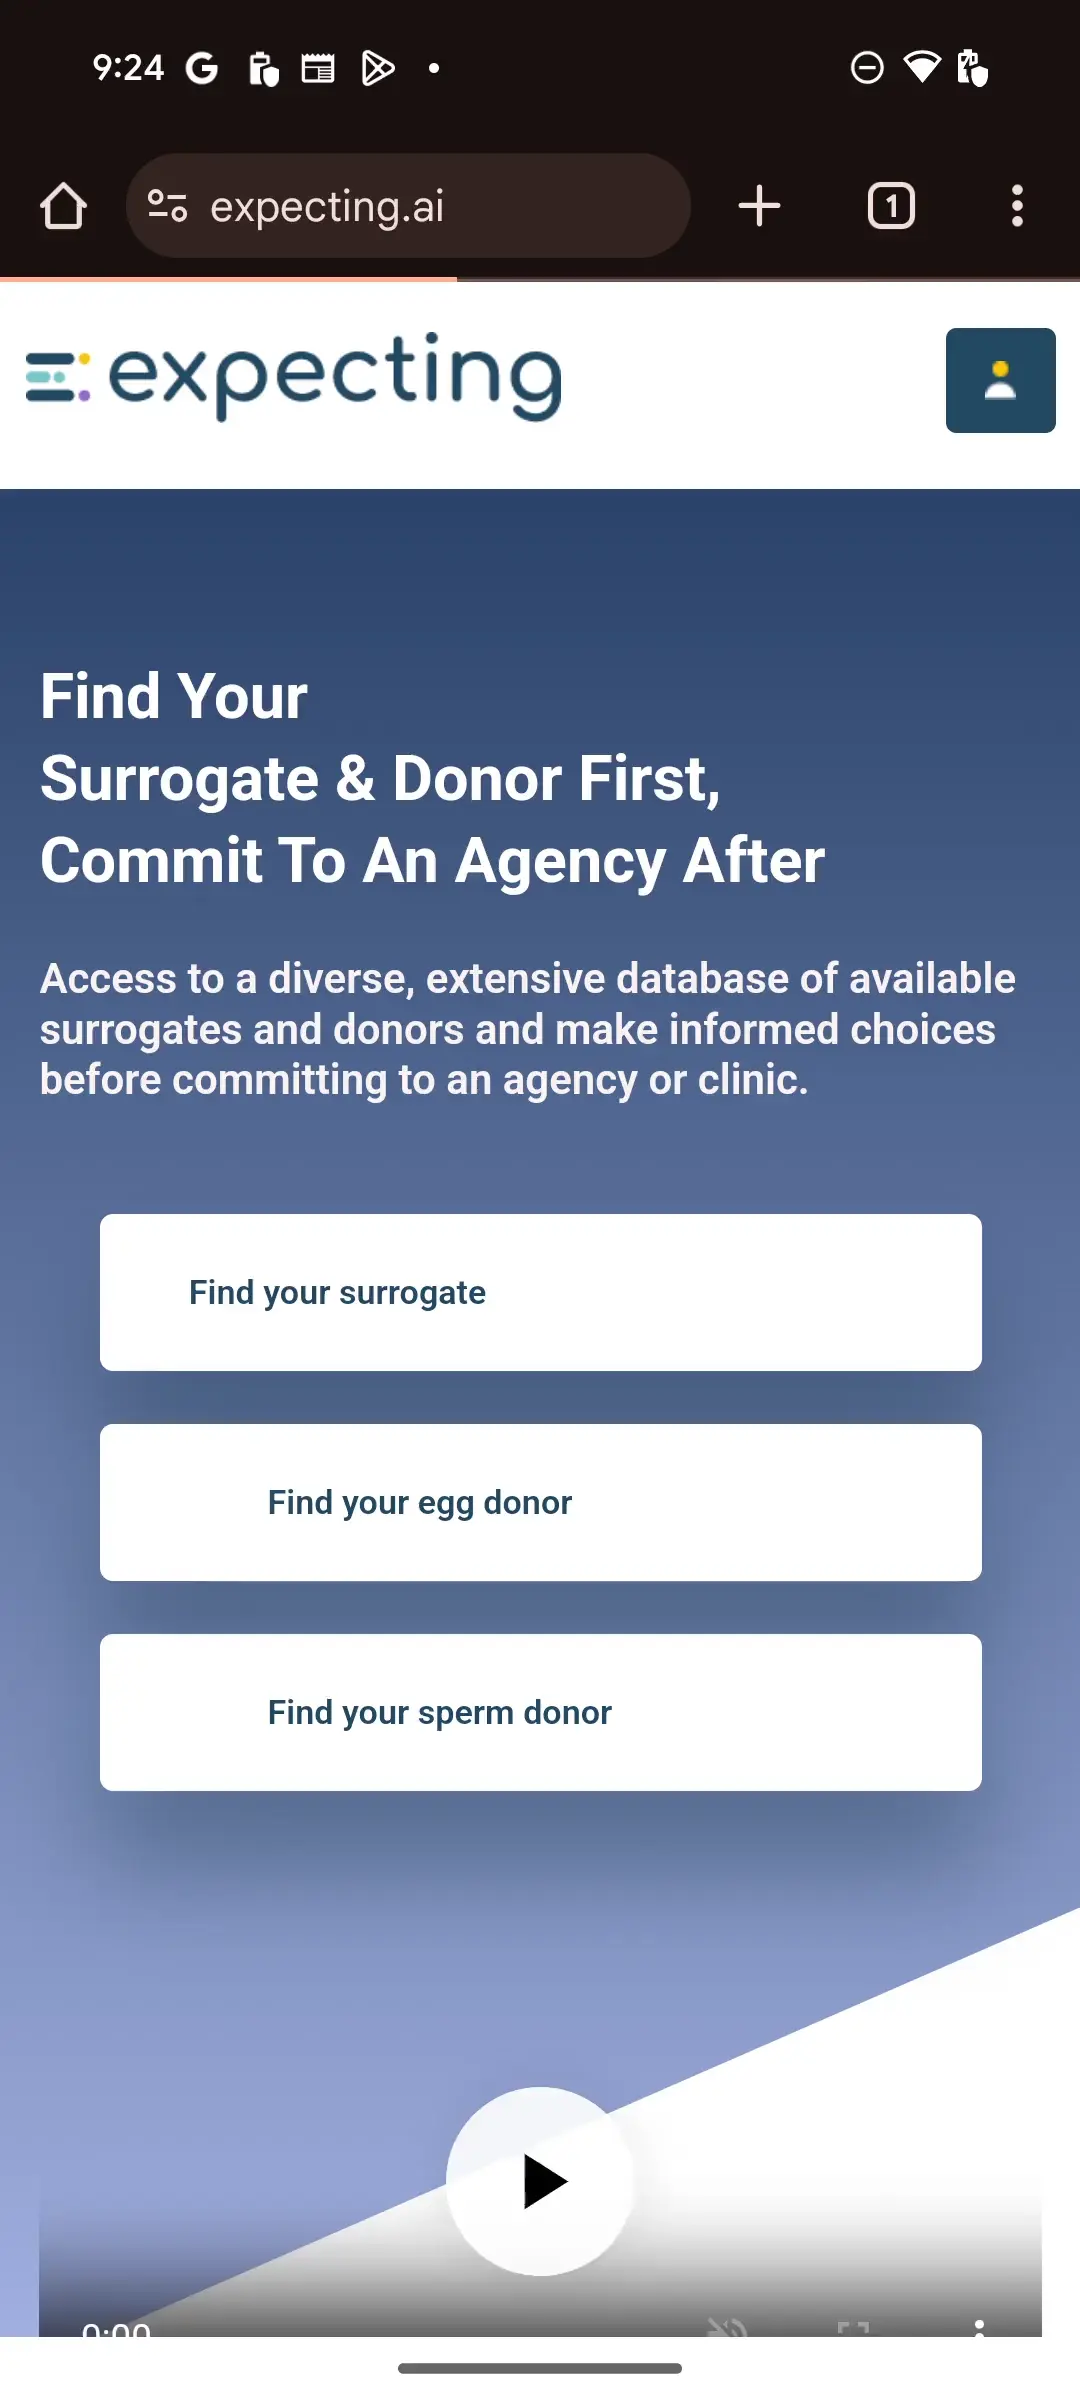 9:24
expecting.ai
1
expecting
Find Your
Surrogate & Donor First,
Commit To An Agency After
Access to a diverse, extensive database of available
surrogates and donors and make informed choices
before committing to an agency or clinic.
Find your surrogate
Find your egg donor
Find your sperm donor
0:00